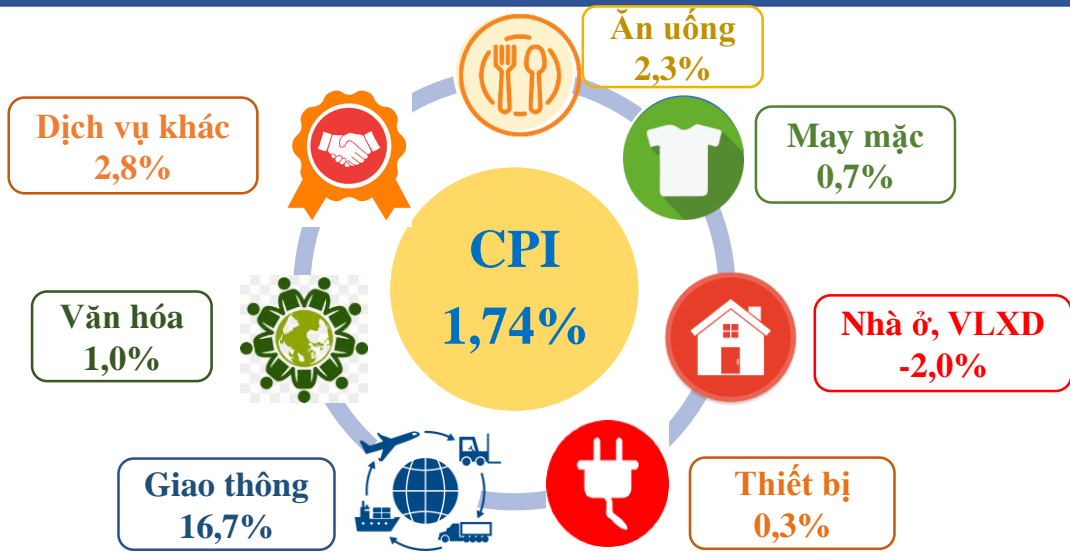 Ăn uống
2,3%
Dịch vụ khác
2,8%
May mặc
0,7%
CPI
1,74%
Văn hóa
1,0%
Nhà ở, VLXD
-2,0%
Giao thông
16,7%
Thiết bị
0,3%